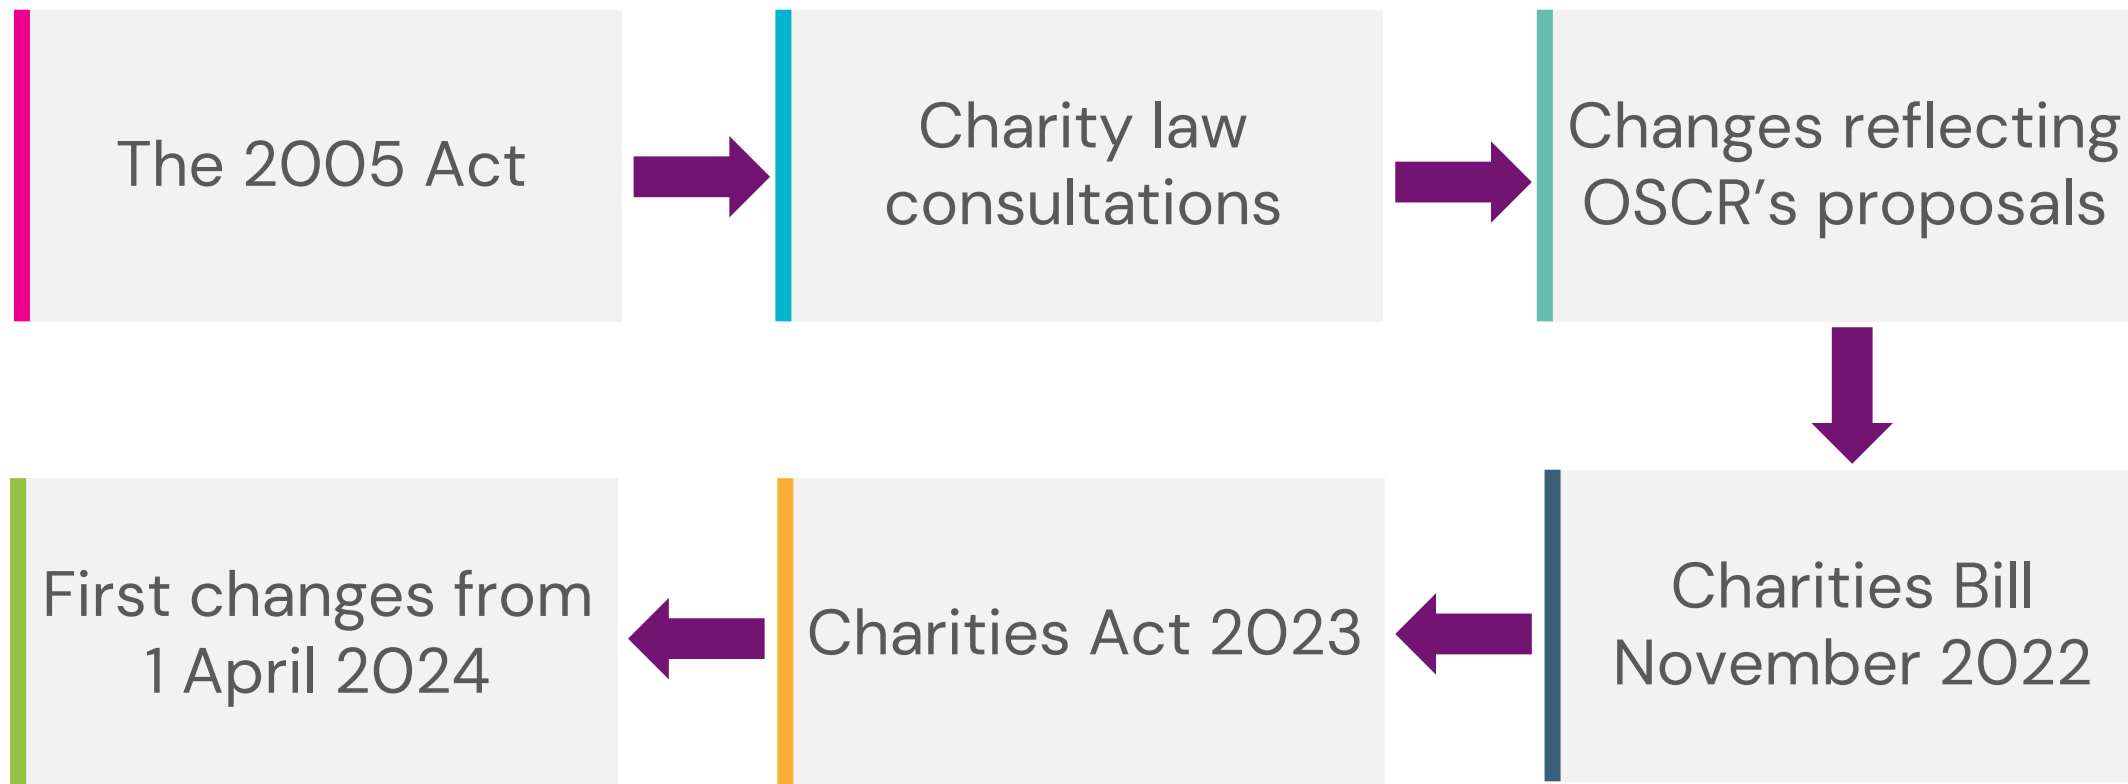 The 2005 Act
Charity law
consultations
Changes reflecting
OSCR’s proposals
Charities Bill
November 2022
Charities Act 2023
First changes from
1 April 2024